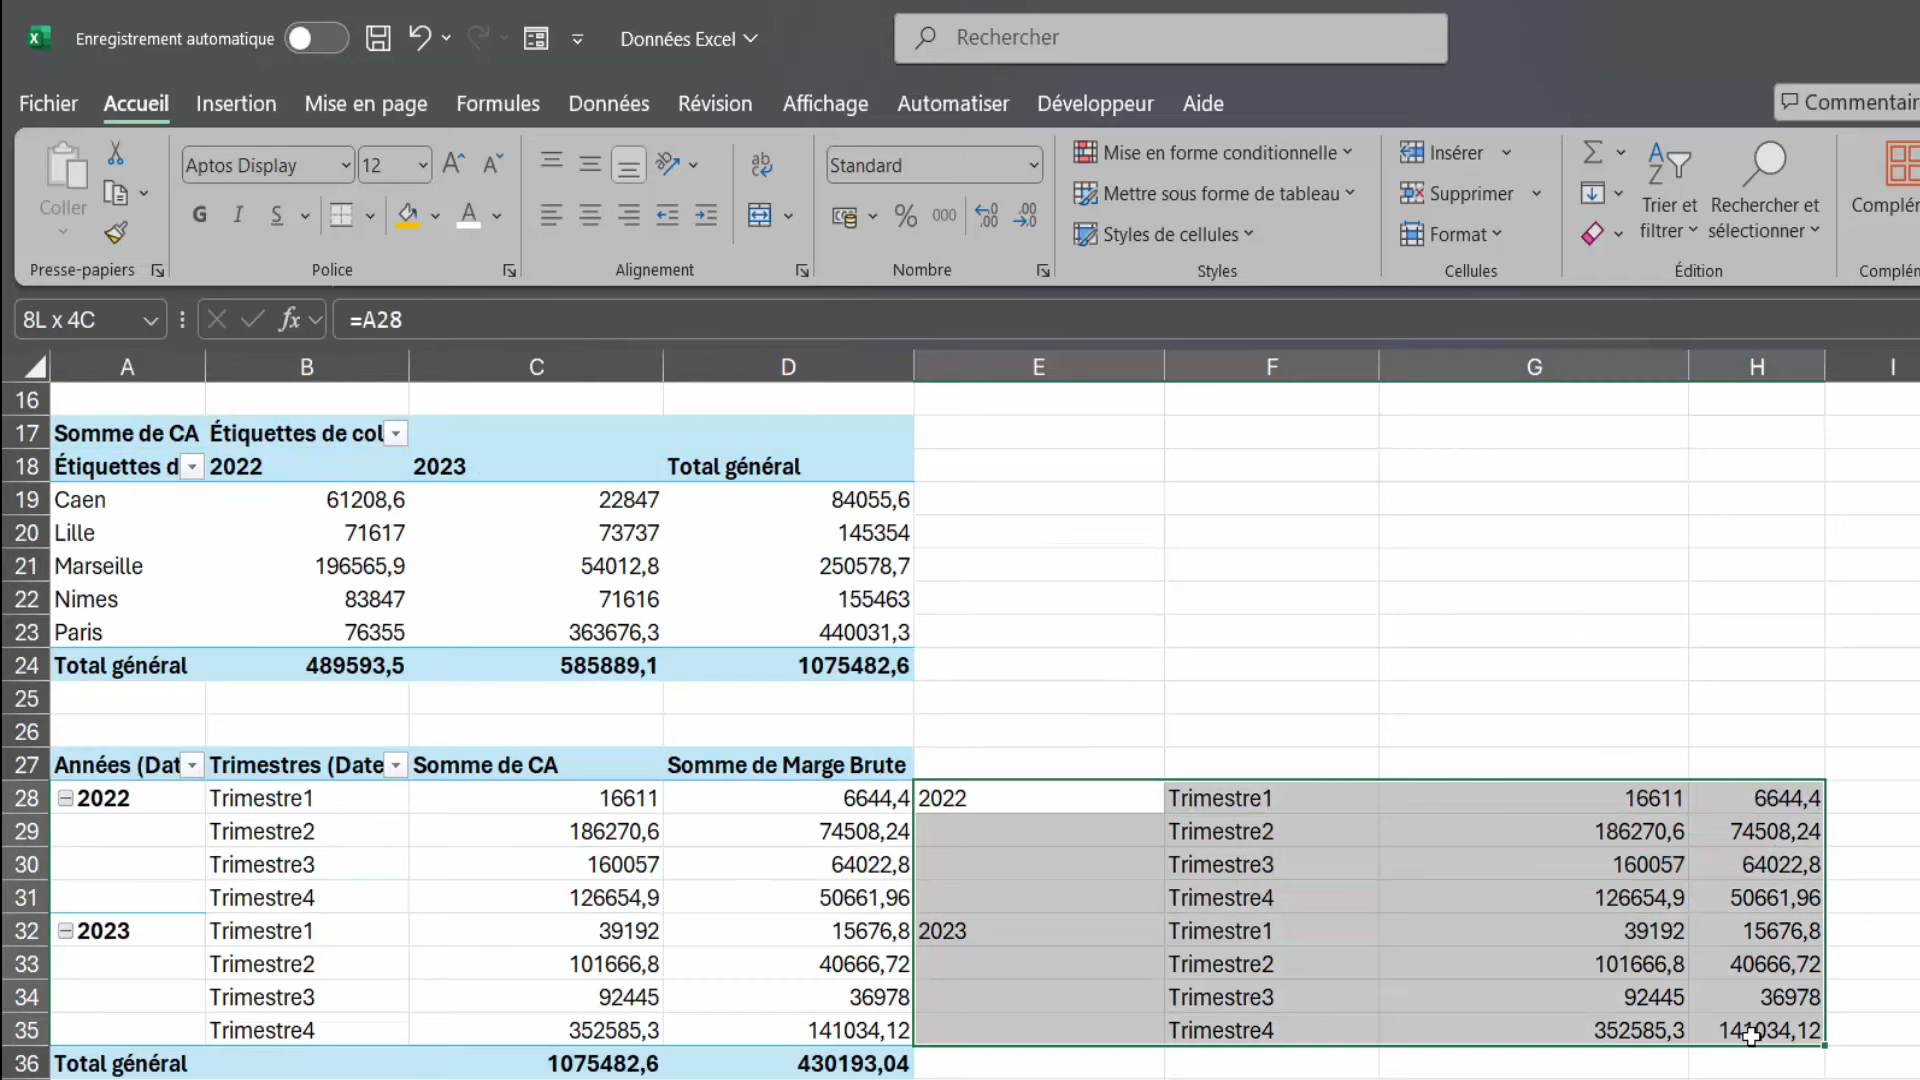 Enregistrement automatique Données Excel Rechercher
Fichier Accueil Insertion Mise en page Formules Données Révision Affichage Automatiser Développeur Aide Commentair
Coller Aptos Display 12 Standard Mise en forme conditionnelle Insérer
Mettre sous forme de tableau Supprimer Trier et filtrer Rechercher et sélectionner Complén
G I S % 000 Styles de cellules Format
Presse-papiers Police Alignement Nombre Styles Cellules Édition Complén
8L x 4C fx =A28
A B C D E F G H I
16
17 Somme de CA Étiquettes de col
18 Étiquettes d 2022 2023 Total général
19 Caen 61208,6 22847 84055,6
20 Lille 71617 73737 145354
21 Marseille 196565,9 54012,8 250578,7
22 Nimes 83847 71616 155463
23 Paris 76355 363676,3 440031,3
24 Total général 489593,5 585889,1 1075482,6
25
26
27 Années (Dat Trimestres (Date Somme de CA Somme de Marge Brute
28 2022 Trimestre1 16611 6644,4 2022 Trimestre1 16611 6644,4
29 Trimestre2 186270,6 74508,24 Trimestre2 186270,6 74508,24
30 Trimestre3 160057 64022,8 Trimestre3 160057 64022,8
31 Trimestre4 126654,9 50661,96 Trimestre4 126654,9 50661,96
32 2023 Trimestre1 39192 15676,8 2023 Trimestre1 39192 15676,8
33 Trimestre2 101666,8 40666,72 Trimestre2 101666,8 40666,72
34 Trimestre3 92445 36978 Trimestre3 92445 36978
35 Trimestre4 352585,3 141034,12 Trimestre4 352585,3 141034,12
36 Total général 1075482,6 430193,04